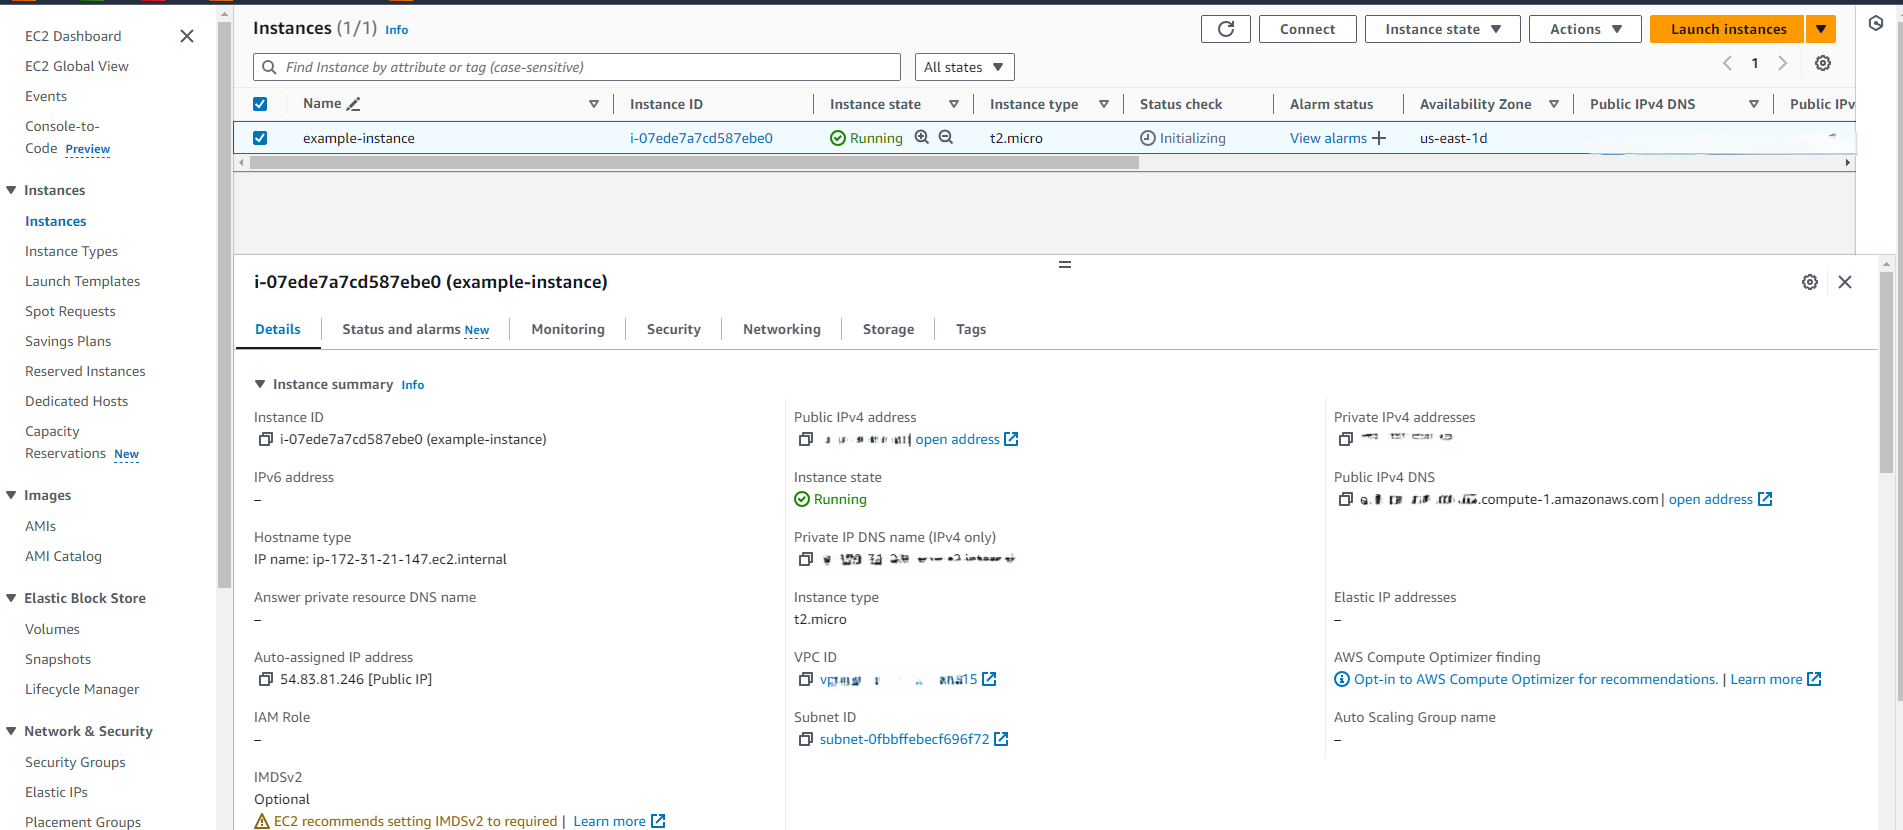 EC2 Dashboard
EC2 Global View
Events
Console-to-
Code Preview
Instances
Instances
Instance Types
Launch Templates
Spot Requests
Savings Plans
Reserved Instances
Dedicated Hosts
Capacity
Reservations New
Images
AMIs
AMI Catalog
Elastic Block Store
Volumes
Snapshots
Lifecycle Manager
Network & Security
Security Groups
Elastic IPs
Placement Groups
Instances (1/1) Info
Connect
Instance state
Actions
Launch instances
Find Instance by attribute or tag (case-sensitive)
All states
1
Name Instance ID Instance state Instance type Status check Alarm status Availability Zone Public IPv4 DNS Public IPv
example-instance i-07ede7a7cd587ebe0 Running t2.micro Initializing View alarms + us-east-1d
i-07ede7a7cd587ebe0 (example-instance)
Details Status and alarms New Monitoring Security Networking Storage Tags
Instance summary Info
Instance ID
i-07ede7a7cd587ebe0 (example-instance)
Public IPv4 address
| open address
Private IPv4 addresses
IPv6 address
–
Instance state
Running
Public IPv4 DNS
.compute-1.amazonaws.com | open address
Hostname type
IP name: ip-172-31-21-147.ec2.internal
Private IP DNS name (IPv4 only)
Answer private resource DNS name
–
Instance type
t2.micro
Elastic IP addresses
–
Auto-assigned IP address
54.83.81.246 [Public IP]
VPC ID
AWS Compute Optimizer finding
Opt-in to AWS Compute Optimizer for recommendations. | Learn more
IAM Role
–
Subnet ID
subnet-0fbbffebecf696f72
Auto Scaling Group name
–
IMDSv2
Optional
EC2 recommends setting IMDSv2 to required | Learn more